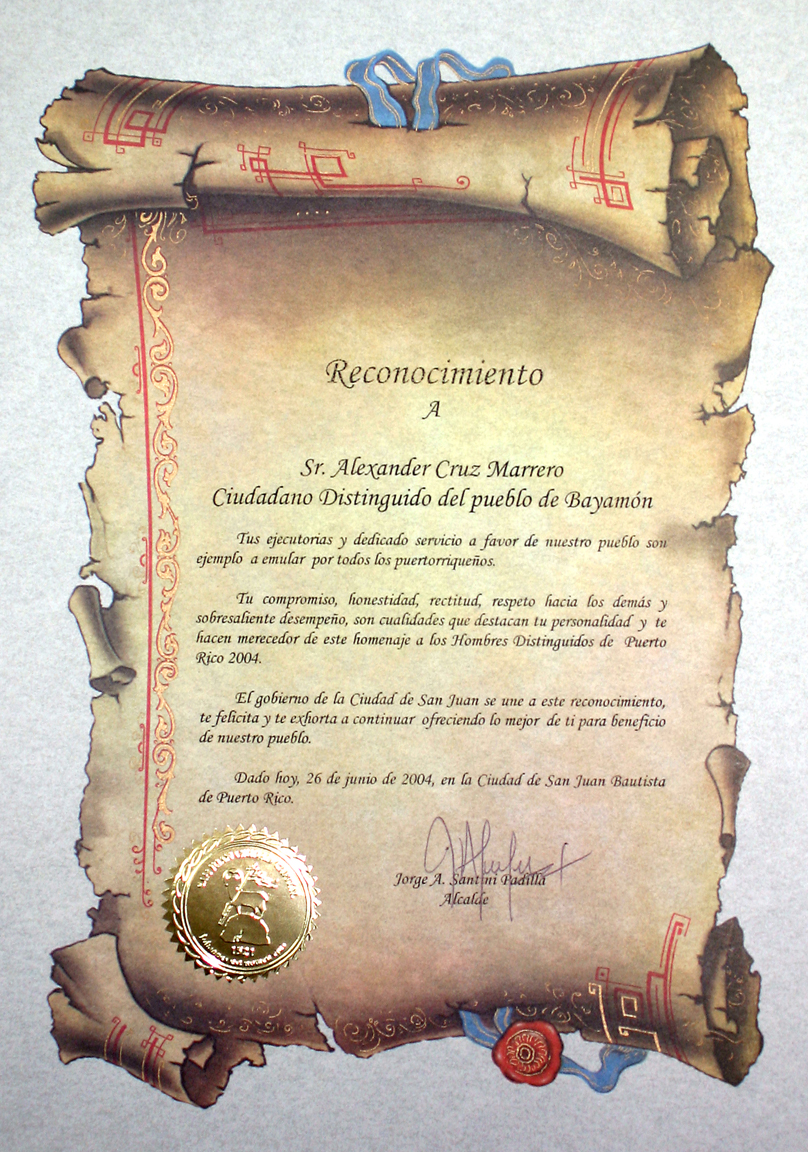 Reconocimiento
A
Sr. Alexander Cruz Marrero
Ciudadano Distinguido del pueblo de Bayamón
Tus ejecutorias y dedicado servicio a favor de nuestro pueblo son
ejemplo a emular por todos los puertorriqueños.
Tu compromiso, honestidad, rectitud, respeto hacia los demás y
sobresaliente desempeño, son cualidades que destacan tu personalidad y te
hacen merecedor de este homenaje a los Hombres Distinguidos de Puerto
Rico 2004.
El gobierno de la Ciudad de San Juan se une a este reconocimiento,
te felicita y te exhorta a continuar ofreciendo lo mejor de ti para beneficio
de nuestro pueblo.
Dado hoy, 26 de junio de 2004, en la Ciudad de San Juan Bautista
de Puerto Rico.
Jorge A. Santini Padilla
Alcalde
1521